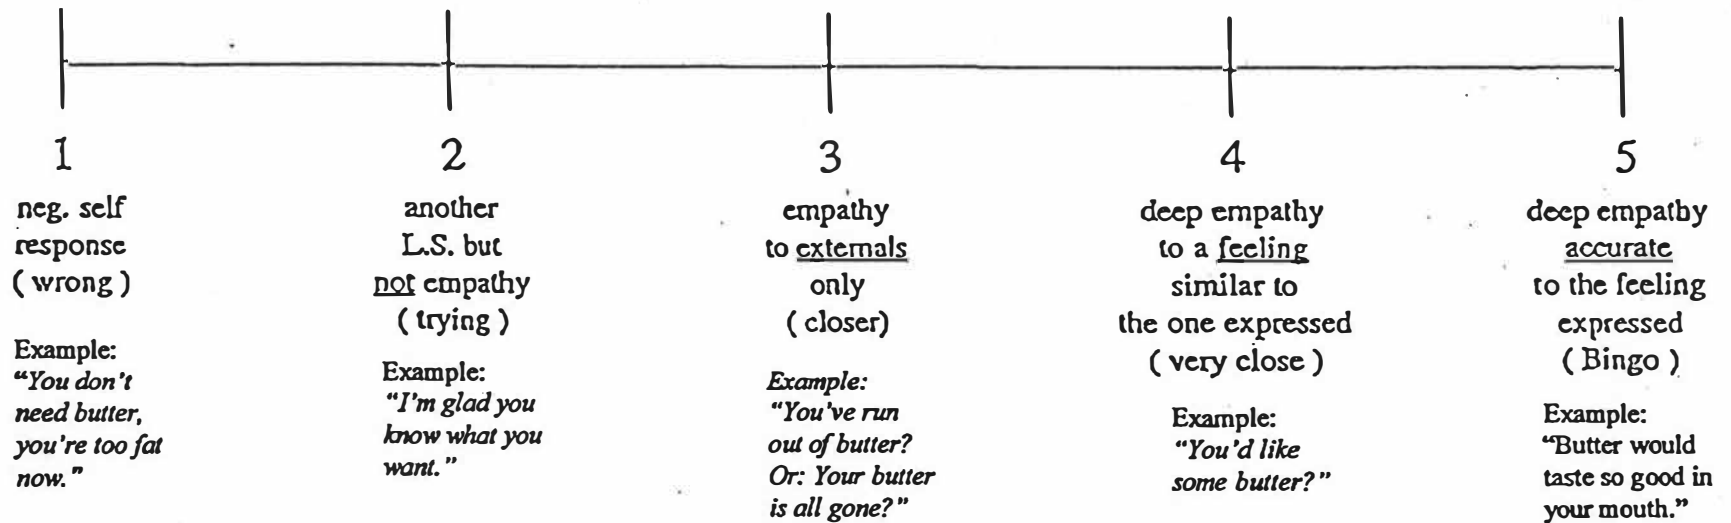 1
neg. self
response
( wrong )
Example:
"You don't
need butter,
you're too fat
now."
2
another
L.S. but
not empathy
( trying )
Example:
"I'm glad you
know what you
want."
3
empathy
to externals
only
( closer)
Example:
"You've run
out of butter?
Or: Your butter
is all gone?"
4
deep empathy
to a feeling
similar to
the one expressed
( very close )
Example:
"You'd like
some butter?"
5
deep empathy
accurate
to the feeling
expressed
( Bingo )
Example:
"Butter would
taste so good in
your mouth."